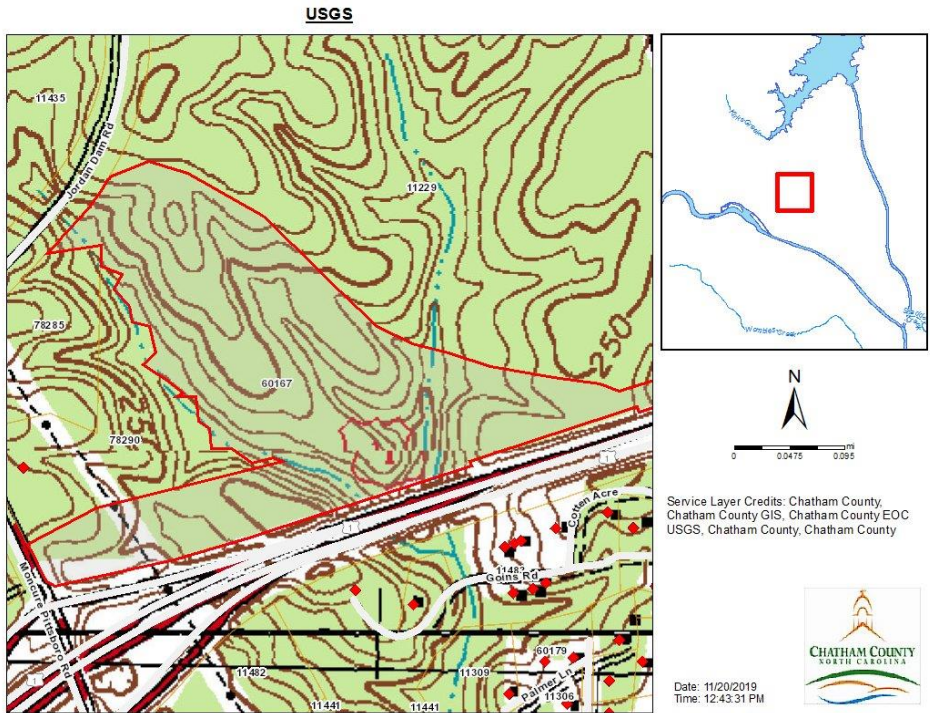 USGS
11435
Jordan Dam Rd
11229
78285
250
60167
252
78290
1
1
Cotten Acre
11483
Goins Rd
Moncure Pittsboro Rd
60179
1
11482
11309
Palmer Ln
11306
11441
11441
N
mi
0
0.0475
0.095
Service Layer Credits: Chatham County,
Chatham County GIS, Chatham County EOC
USGS, Chatham County, Chatham County
CHATHAM COUNTY
NORTH CAROLINA
Date: 11/20/2019
Time: 12:43:31 PM